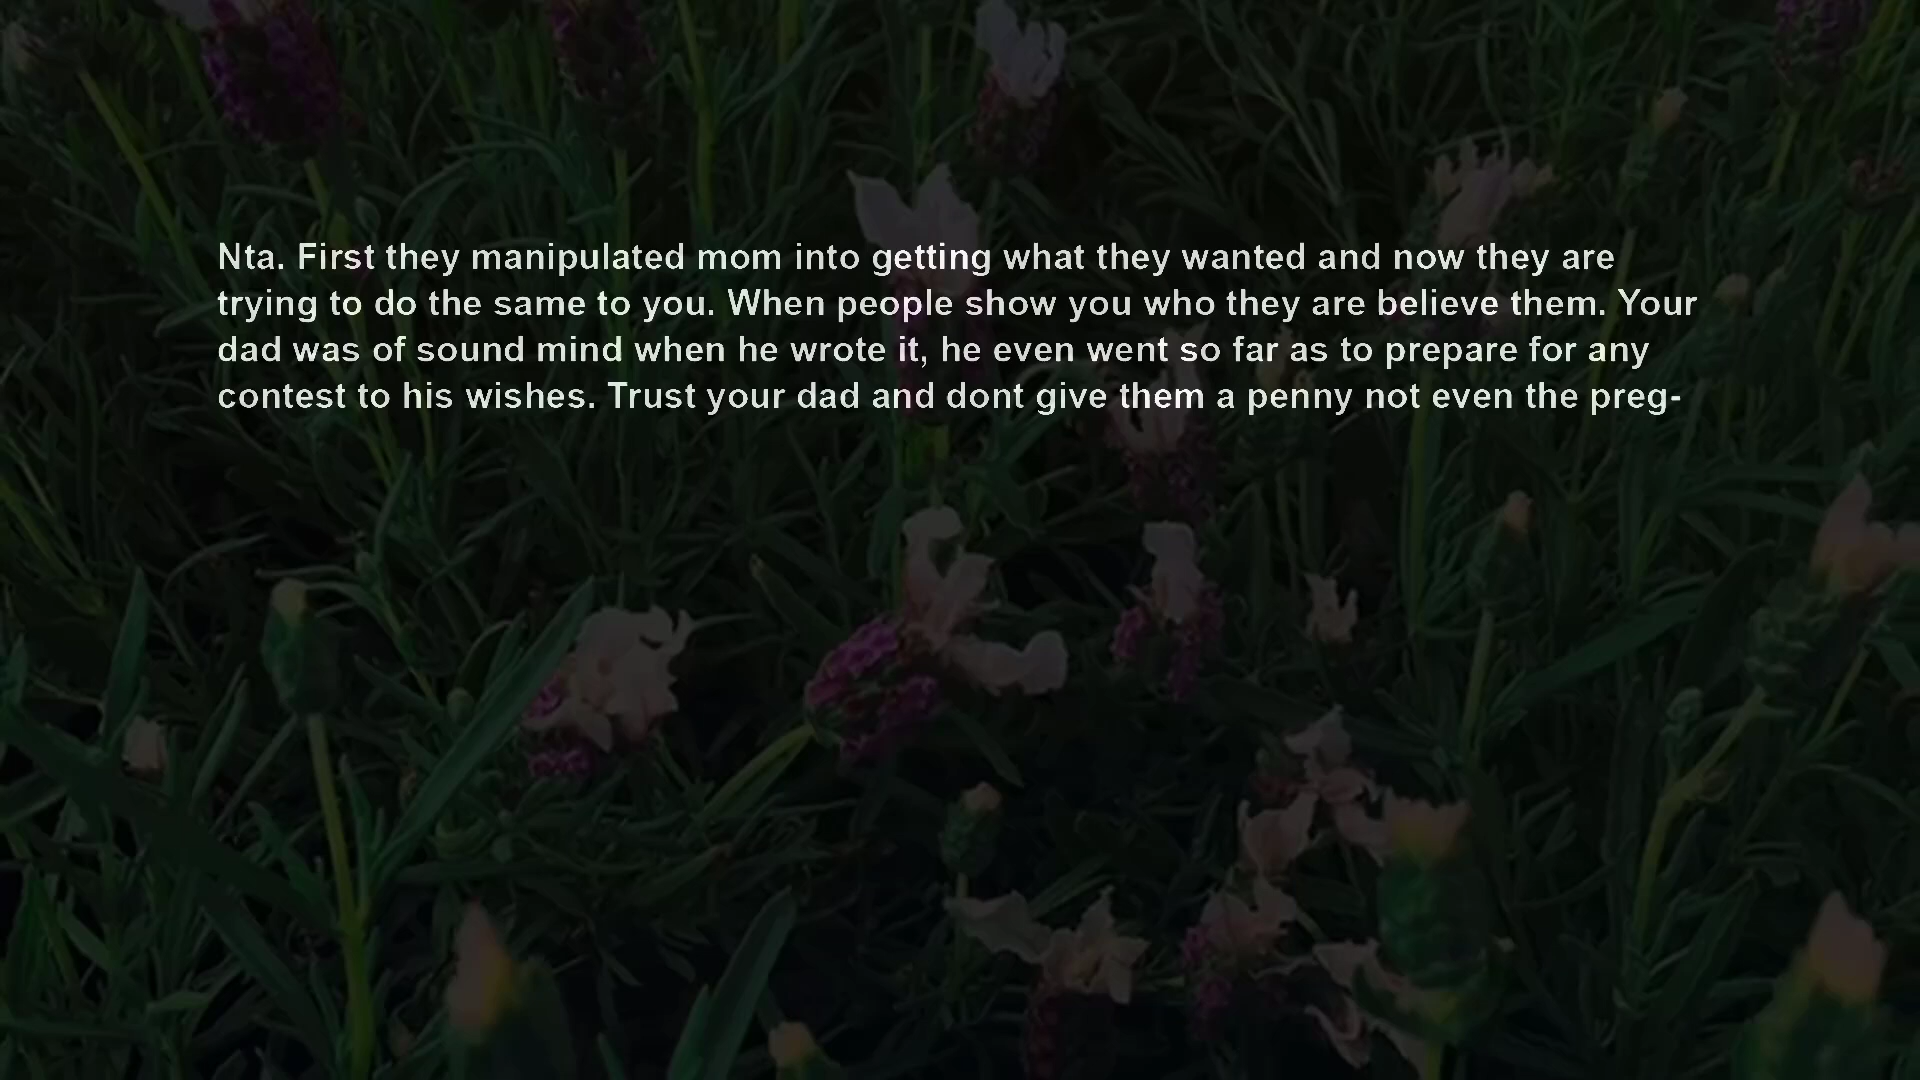 Nta. First they manipulated mom into getting what they wanted and now they are
trying to do the same to you. When people show you who they are believe them. Your
dad was of sound mind when he wrote it, he even went so far as to prepare for any
contest to his wishes. Trust your dad and dont give them a penny not even the preg-